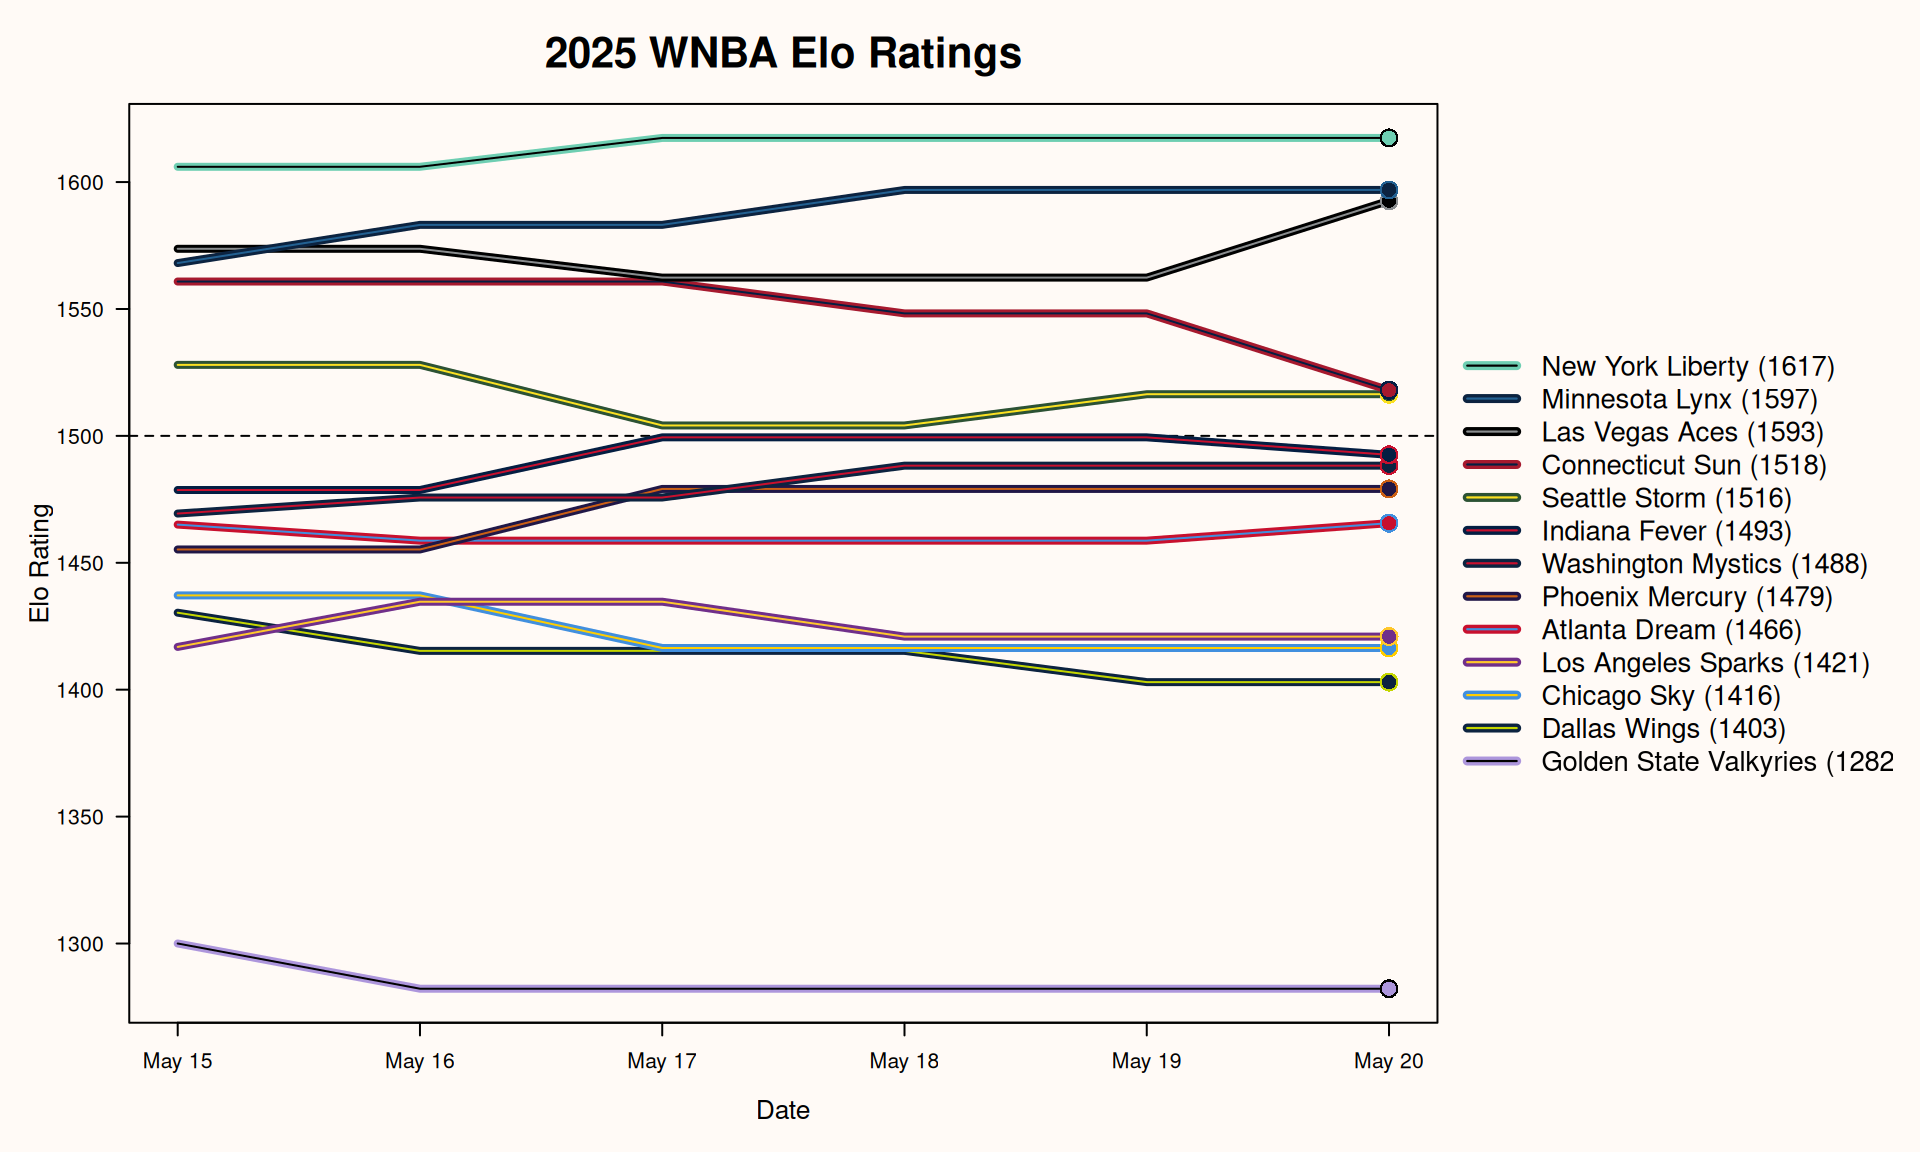 2025 WNBA Elo Ratings
Elo Rating
1600
1550
1500
1450
1400
1350
1300
May 15
May 16
May 17
May 18
May 19
May 20
Date
New York Liberty (1617)
Minnesota Lynx (1597)
Las Vegas Aces (1593)
Connecticut Sun (1518)
Seattle Storm (1516)
Indiana Fever (1493)
Washington Mystics (1488)
Phoenix Mercury (1479)
Atlanta Dream (1466)
Los Angeles Sparks (1421)
Chicago Sky (1416)
Dallas Wings (1403)
Golden State Valkyries (1282